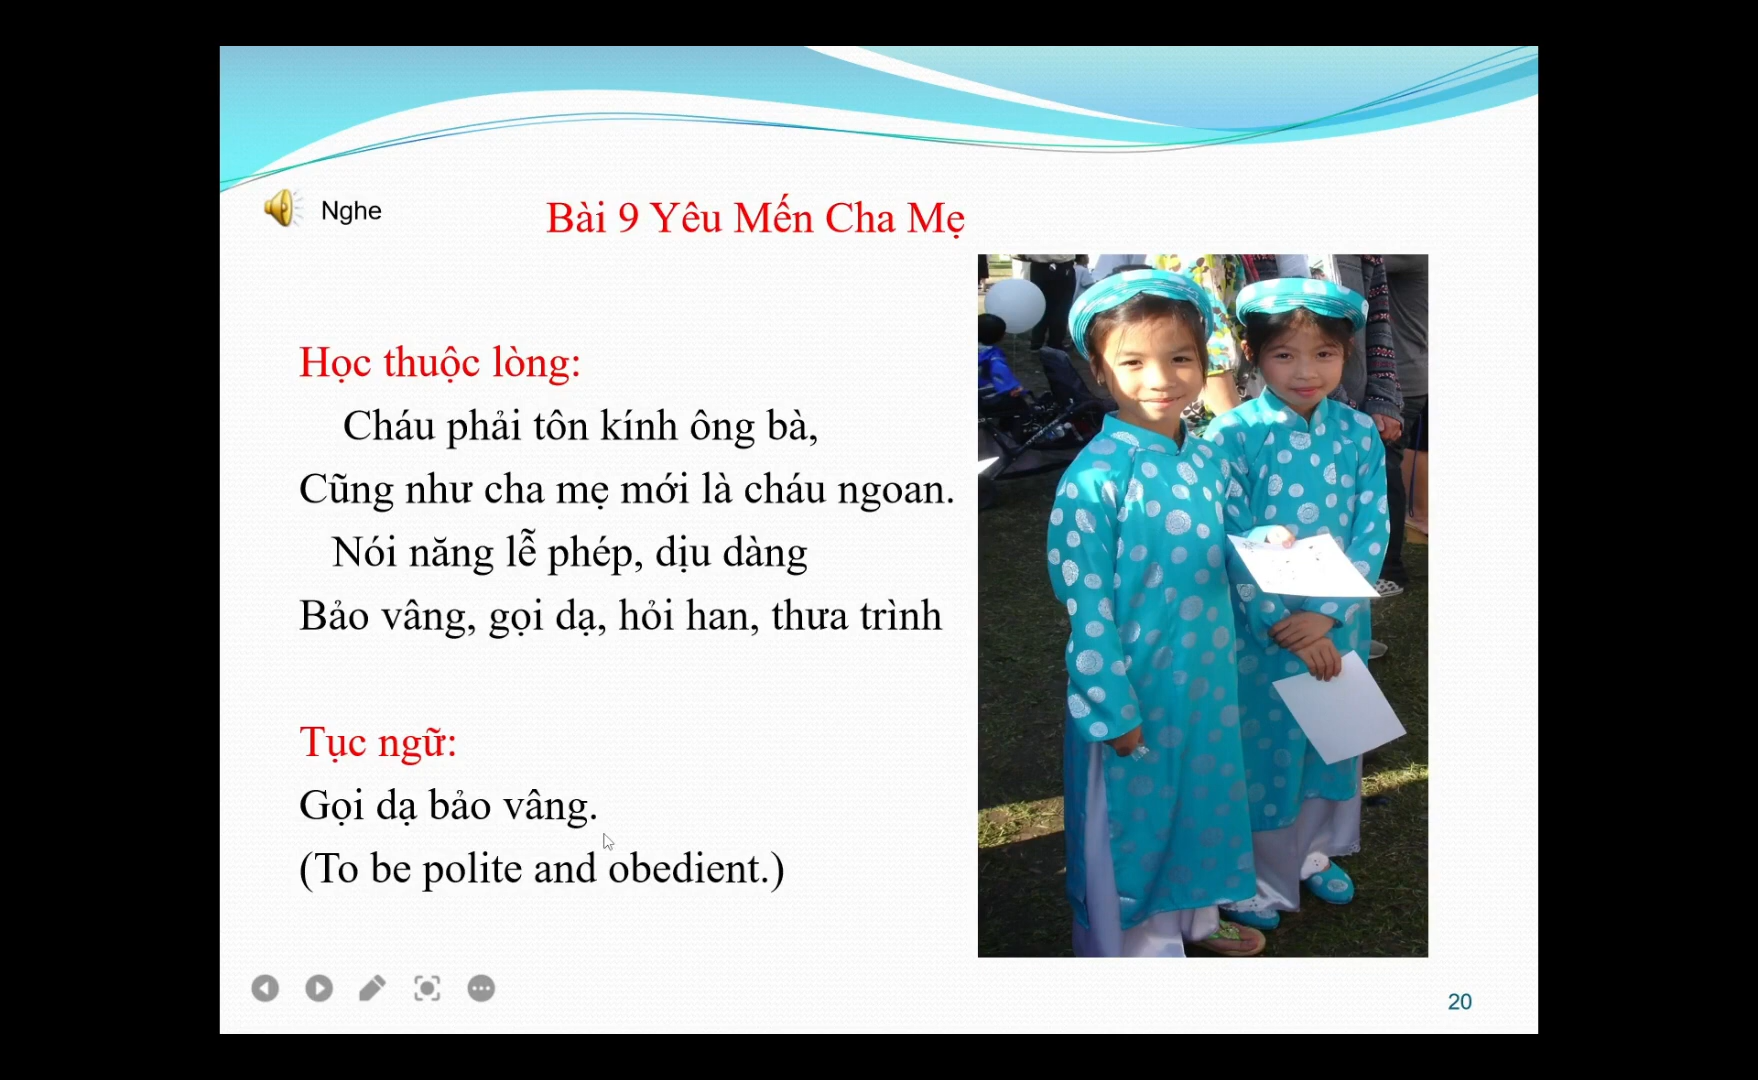 Nghe
Bài 9 Yêu Mến Cha Mẹ
Học thuộc lòng:
Cháu phải tôn kính ông bà,
Cũng như cha mẹ mới là cháu ngoan.
Nói năng lễ phép, dịu dàng
Bảo vâng, gọi dạ, hỏi han, thưa trình
Tục ngữ:
Gọi dạ bảo vâng.
(To be polite and obedient.)
20